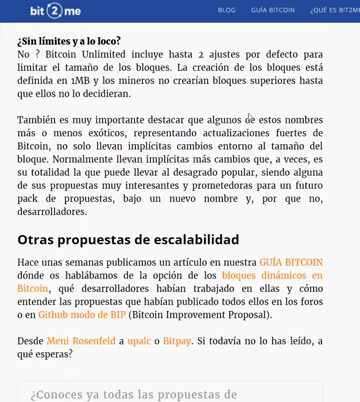 bit 2 me
BLOG GUÍA BITCOIN ¿QUÉ ES BIT2ME
¿Sin límites y a lo loco?
No ? Bitcoin Unlimited incluye hasta 2 ajustes por defecto para
limitar el tamaño de los bloques. La creación de los bloques está
definida en 1MB y los mineros no crearían bloques superiores hasta
que ellos no lo decidieran.
También es muy importante destacar que algunos de estos nombres
más o menos exóticos, representando actualizaciones fuertes de
Bitcoin, no solo llevan implícitas cambios entorno al tamaño del
bloque. Normalmente llevan implícitas más cambios que, a veces, es
su totalidad la que puede llevar al desagrado popular, siendo alguna
de sus propuestas muy interesantes y prometedoras para un futuro
pack de propuestas, bajo un nuevo nombre y, por que no,
desarrolladores.
Otras propuestas de escalabilidad
Hace unas semanas publicamos un artículo en nuestra GUÍA BITCOIN
dónde os hablábamos de la opción de los bloques dinámicos en
Bitcoin, qué desarrolladores habían trabajado en ellas y cómo
entender las propuestas que habían publicado todos ellos en los foros
o en Github modo de BIP (Bitcoin Improvement Proposal).
Desde Meni Rosenfeld a upalc o Bitpay. Si todavía no lo has leído, a
qué esperas?
¿Conoces ya todas las propuestas de